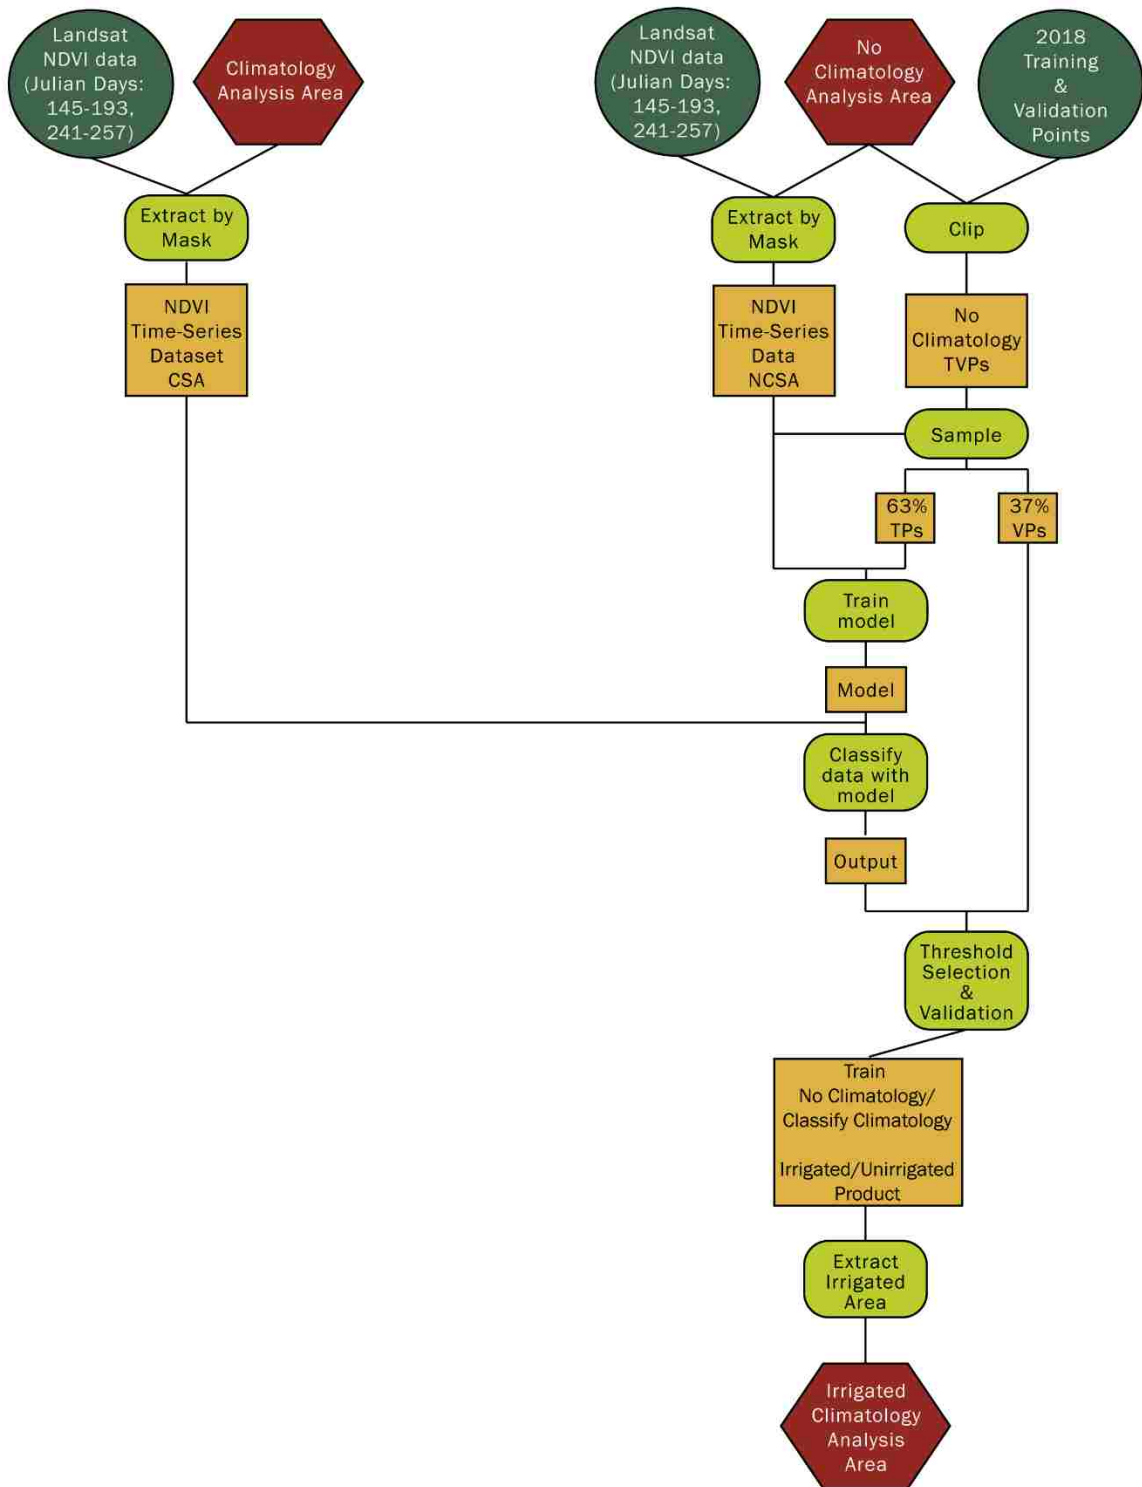 Landsat
NDVI data
(Julian Days:
145-193,
241-257)
Climatology
Analysis Area
Landsat
NDVI data
(Julian Days:
145-193,
241-257)
No
Climatology
Analysis Area
2018
Training
&
Validation
Points
Extract by
Mask
Extract by
Mask
Clip
NDVI
Time-Series
Dataset
CSA
NDVI
Time-Series
Data
NCSA
No
Climatology
TVPs
Sample
63%
TPs
37%
VPs
Train
model
Model
Classify
data with
model
Output
Threshold
Selection
&
Validation
Train
No Climatology/
Classify Climatology
Irrigated/Unirrigated
Product
Extract
Irrigated
Area
Irrigated
Climatology
Analysis
Area